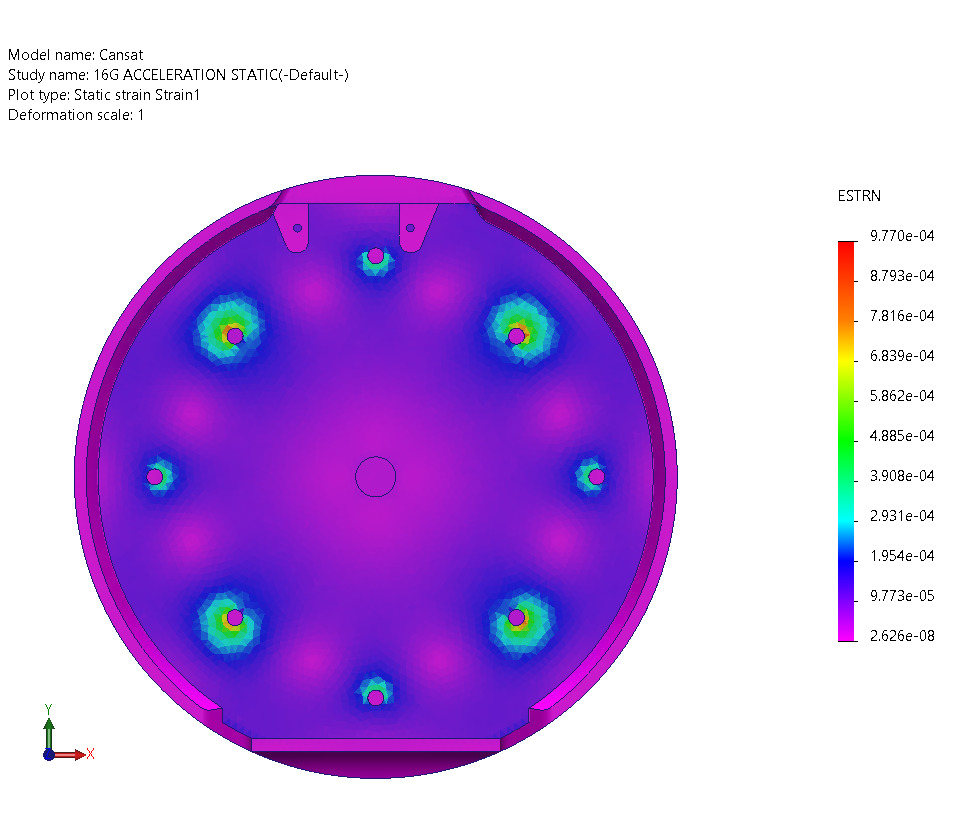 Model name: Cansat
Study name: 16G ACCELERATION STATIC(-Default-)
Plot type: Static strain Strain1
Deformation scale: 1
ESTRN
9.770e-04
8.793e-04
7.816e-04
6.839e-04
5.862e-04
4.885e-04
3.908e-04
2.931e-04
1.954e-04
9.773e-05
2.626e-08
Y
X